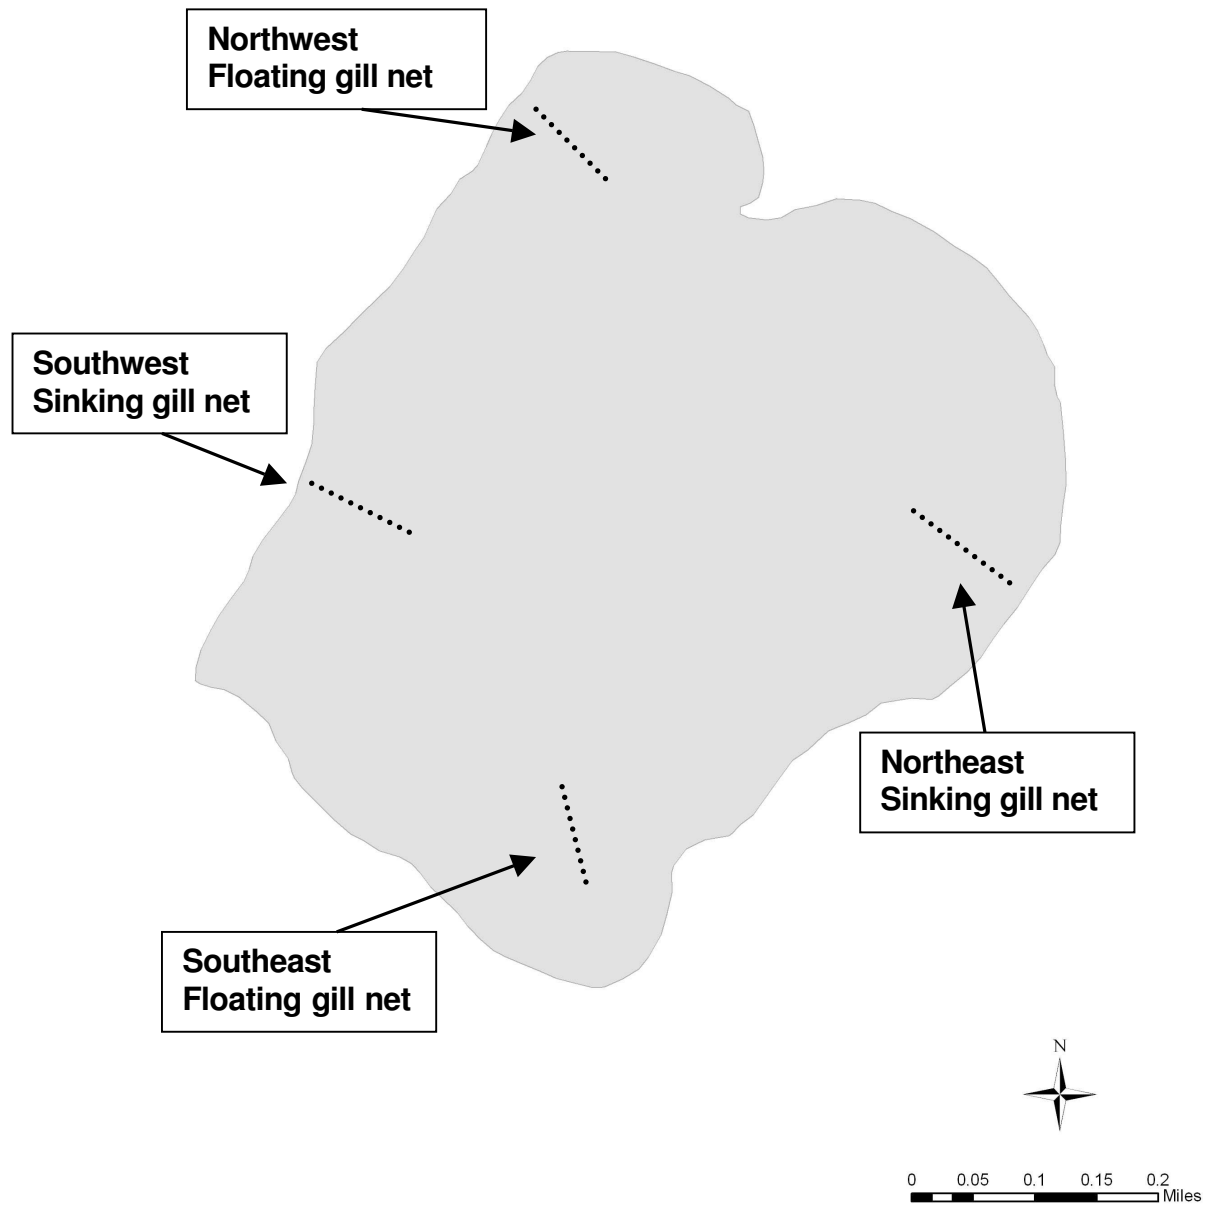 Northwest
Floating gill net
Southwest
Sinking gill net
Northeast
Sinking gill net
Southeast
Floating gill net
N
0 0.05 0.1 0.15 0.2
Miles